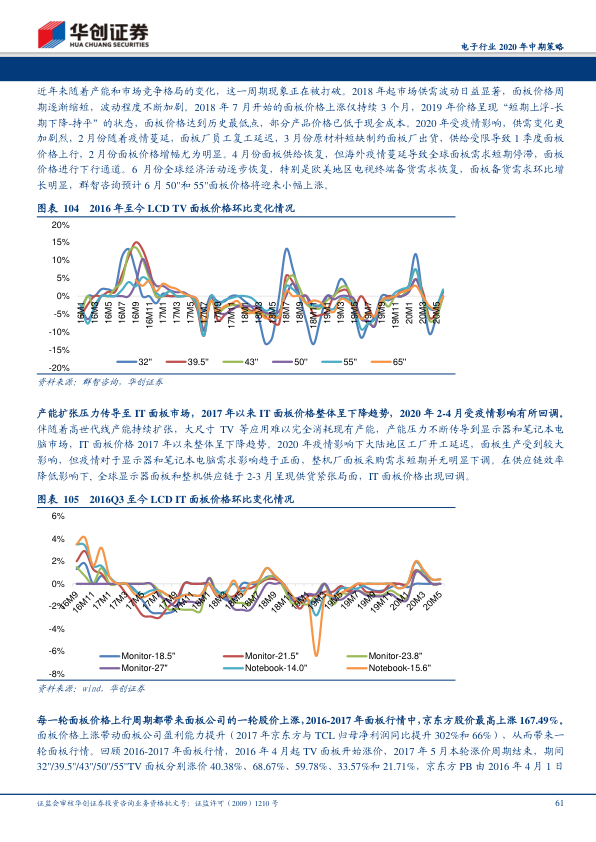 华创证券
HUA CHUANG SECURITIES
电子行业 2020 年中期策略
近年来随着产能和市场竞争格局的变化，这一周期现象正在被打破。2018 年起市场供需波动日益显著，面板价格周
期逐渐缩短，波动程度不断加剧。2018 年 7 月开始的面板价格上涨仅持续 3 个月，2019 年价格呈现“短期上浮-长
期下降-持平”的状态，面板价格达到历史最低点，部分产品价格已低于现金成本。2020 年受疫情影响，供需变化更
加剧烈，2 月份随着疫情蔓延，面板厂员工复工延迟，3 月份原材料短缺制约面板厂出货，供给受限导致 1 季度面板
价格上行，2 月份面板价格增幅尤为明显。4 月份面板供给恢复，但海外疫情蔓延导致全球面板需求短期停滞，面板
价格进行下行通道。6 月份全球经济活动逐步恢复，特别是欧美地区电视终端备货需求恢复，面板备货需求环比增
长明显，群智咨询预计 6 月 50"和 55"面板价格将迎来小幅上涨。
图表 104 2016 年至今 LCD TV 面板价格环比变化情况
20%
15%
10%
5%
0%
-5%
-10%
-15%
-20%
16M1 16M3 16M5 16M7 16M9 16M11 17M1 17M3 17M5 17M7 17M9 17M11 18M1 18M3 18M5 18M7 18M9 18M11 19M1 19M3 19M5 19M7 19M9 19M11 20M1 20M3 20M5
32" 39.5" 43" 50" 55" 65"
资料来源：群智咨询，华创证券
产能扩张压力传导至 IT 面板市场，2017 年以来 IT 面板价格整体呈下降趋势，2020 年 2-4 月受疫情影响有所回调。
伴随着高世代线产能持续扩张，大尺寸 TV 等应用难以完全消耗现有产能，产能压力不断传导到显示器和笔记本电
脑市场，IT 面板价格 2017 年以来整体呈下降趋势。2020 年疫情影响下大陆地区工厂开工延迟，面板生产受到较大
影响，但疫情对于显示器和笔记本电脑需求影响趋于正面，整机厂面板采购需求短期并无明显下调。在供应链效率
降低影响下，全球显示器面板和整机供应链于 2-3 月呈现供货紧张局面，IT 面板价格出现回调。
图表 105 2016Q3 至今 LCD IT 面板价格环比变化情况
6%
4%
2%
0%
-2%
-4%
-6%
-8%
16M9 16M11 17M1 17M3 17M5 17M7 17M9 17M11 18M1 18M3 18M5 18M7 18M9 18M11 19M1 19M3 19M5 19M7 19M9 19M11 20M1 20M3 20M5
Monitor-18.5" Monitor-21.5" Monitor-23.8"
Monitor-27" Notebook-14.0" Notebook-15.6"
资料来源：wind，华创证券
每一轮面板价格上行周期都带来面板公司的一轮股价上涨，2016-2017 年面板行情中，京东方股价最高上涨 167.49%。
面板价格上涨带动面板公司盈利能力提升（2017 年京东方与 TCL 归母净利润同比提升 302%和 66%），从而带来一
轮面板行情。回顾 2016-2017 年面板行情，2016 年 4 月起 TV 面板开始涨价，2017 年 5 月本轮涨价周期结束，期间
32"/39.5"/43"/50"/55"TV 面板分别涨价 40.38%、68.67%、59.78%、33.57%和 21.71%，京东方 PB 由 2016 年 4 月 1 日
证监会审核华创证券投资咨询业务资格批文号：证监许可（2009）1210 号
61